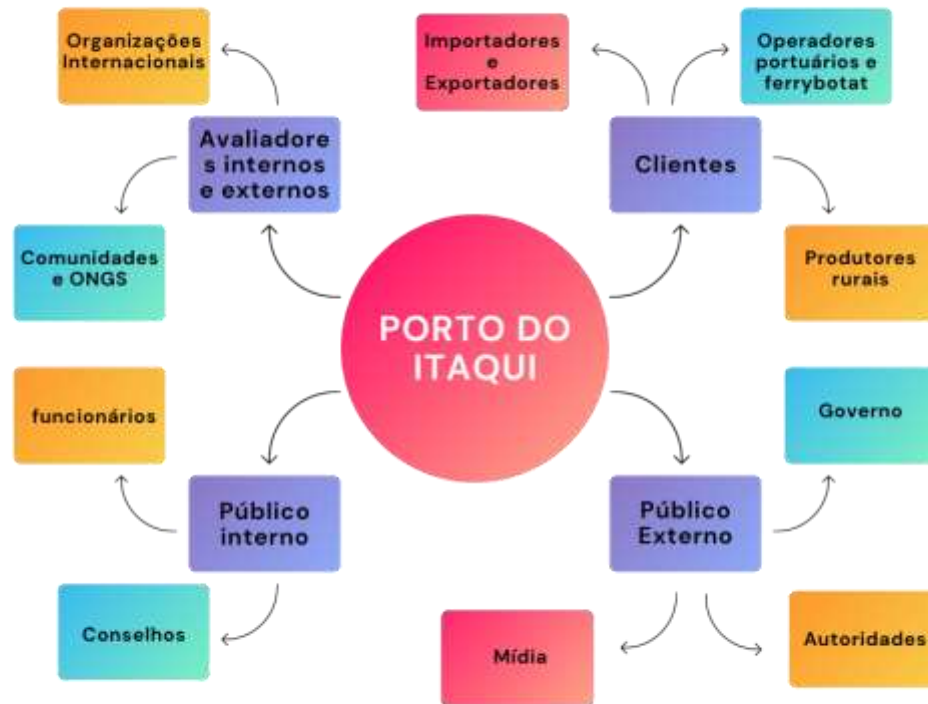 Organizações
Internacionais
Importadores
e
Exportadores
Operadores
portuários e
ferrybotat
Avaliadore
s internos
e externos
Clientes
Comunidades
e ONGS
Produtores
rurais
PORTO DO
ITAQUI
funcionários
Governo
Público
interno
Público
Externo
Conselhos
Mídia
Autoridades